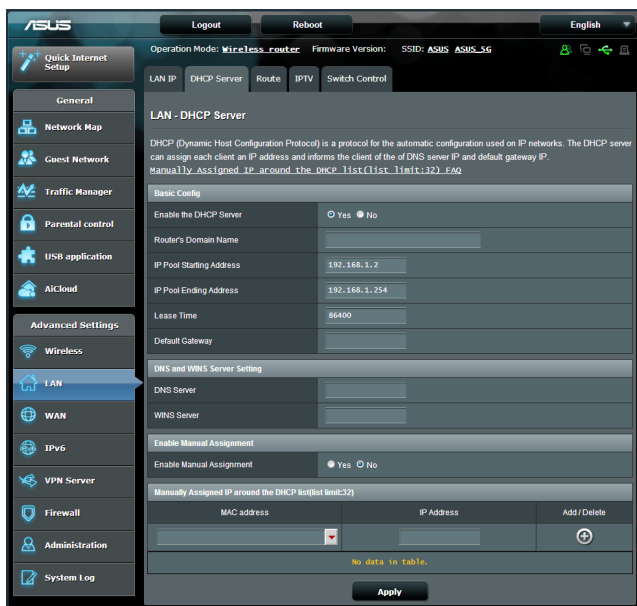 ASUS
Logout Reboot English
Quick Internet Setup
Operation Mode: Wireless router Firmware Version: SSID: ASUS ASUS_5G
LAN IP DHCP Server Route IPTV Switch Control
General
Network Map
Guest Network
Traffic Manager
Parental control
USB application
AiCloud
Advanced Settings
Wireless
LAN
WAN
IPv6
VPN Server
Firewall
Administration
System Log
LAN - DHCP Server
DHCP (Dynamic Host Configuration Protocol) is a protocol for the automatic configuration used on IP networks. The DHCP server
can assign each client an IP address and informs the client of the of DNS server IP and default gateway IP.
Manually Assigned IP around the DHCP list(list limit:32) FAQ
Basic Config
Enable the DHCP Server Yes No
Router's Domain Name
IP Pool Starting Address 192.168.1.2
IP Pool Ending Address 192.168.1.254
Lease Time 86400
Default Gateway
DNS and WINS Server Setting
DNS Server
WINS Server
Enable Manual Assignment
Enable Manual Assignment Yes No
Manually Assigned IP around the DHCP list(list limit:32)
MAC address IP Address Add / Delete
No data in table.
Apply